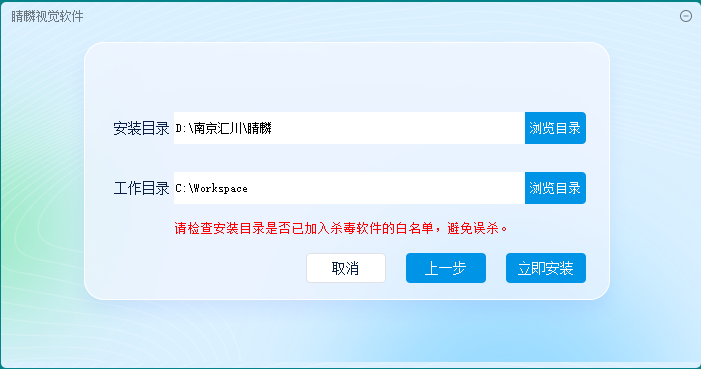 睛麟视觉软件
安装目录 D:\南京汇川\睛麟 浏览目录
工作目录 C:\Workspace 浏览目录
请检查安装目录是否已加入杀毒软件的白名单，避免误杀。
取消 上一步 立即安装